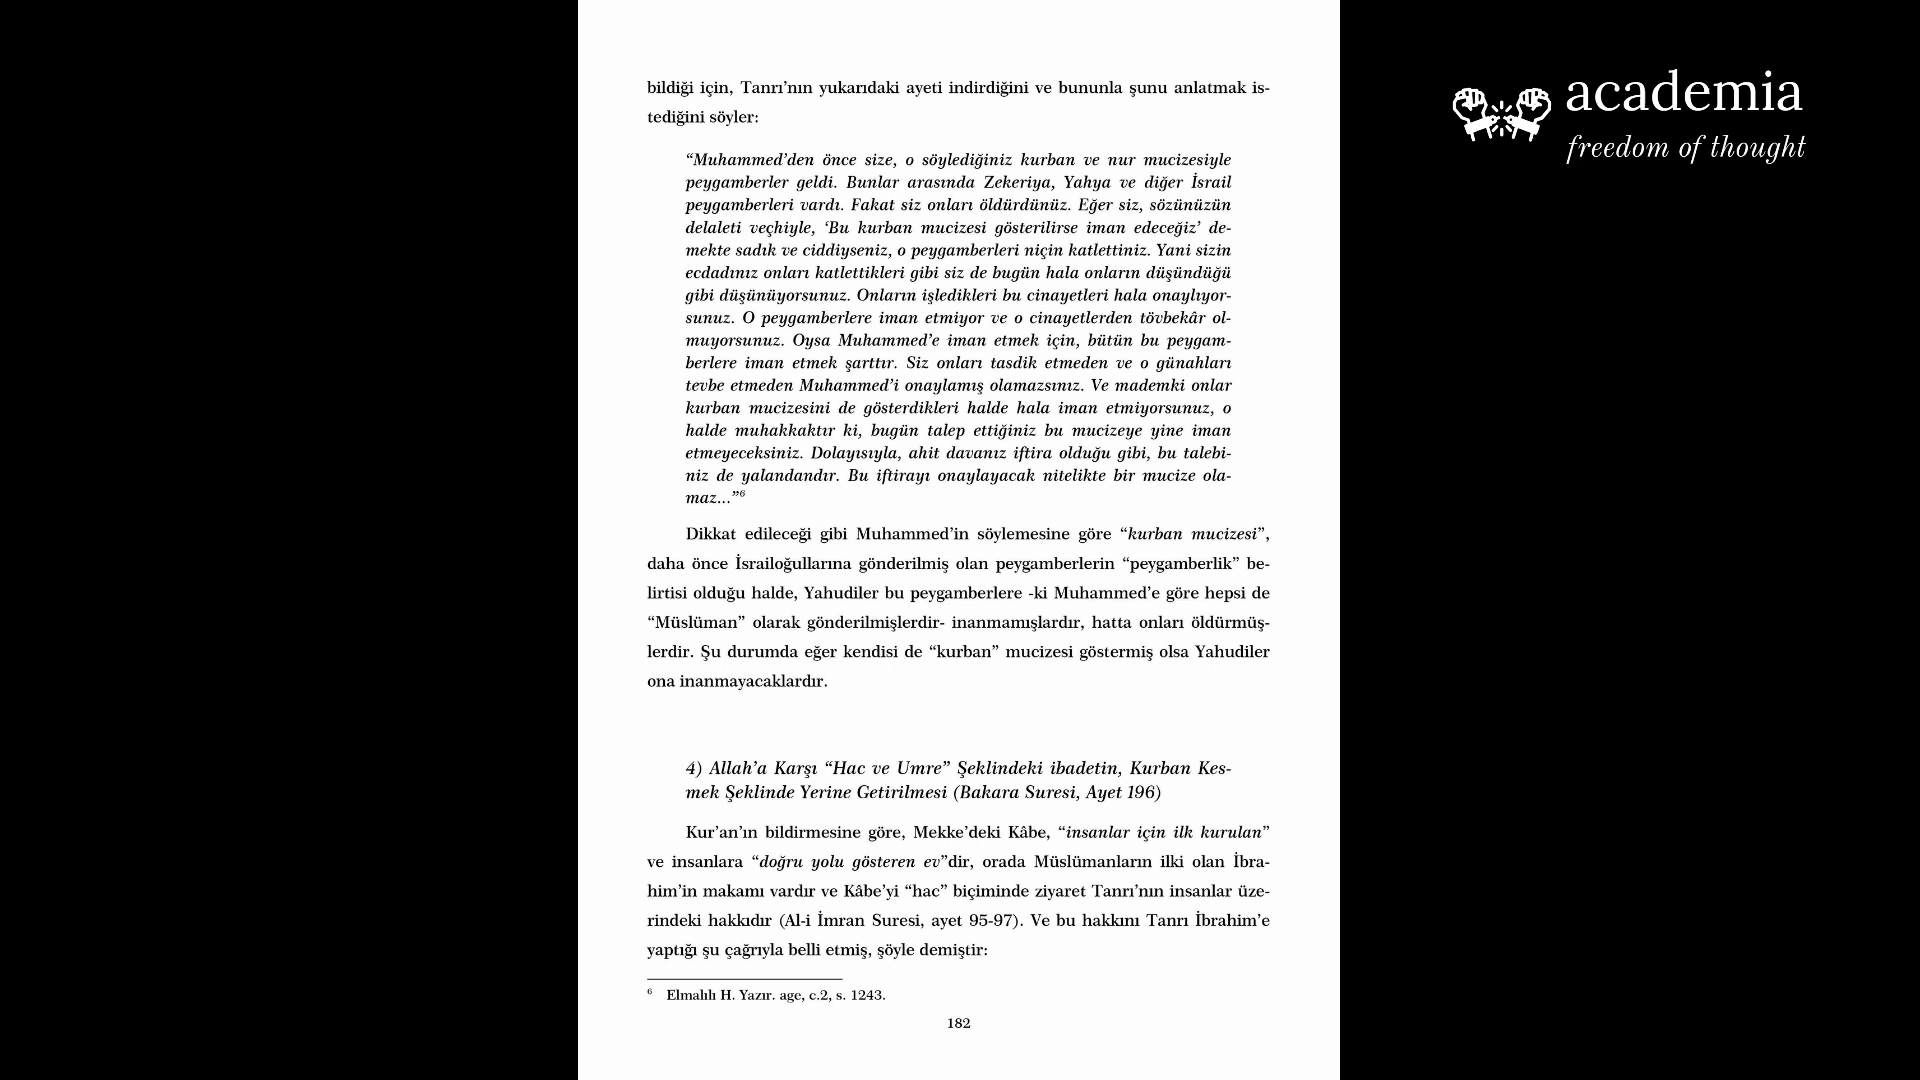 bildiği için, Tanrı’nın yukarıdaki ayeti indirdiğini ve bununla şunu anlatmak is-
tediğini söyler:
“Muhammed’den önce size, o söylediğiniz kurban ve nur mucizesiyle
peygamberler geldi. Bunlar arasında Zekeriya, Yahya ve diğer İsrail
peygamberleri vardı. Fakat siz onları öldürdünüz. Eğer siz, sözünüzün
delaleti veçhiyle, ‘Bu kurban mucizesi gösterilirse iman edeceğiz’ de-
mekte sadık ve ciddiyseniz, o peygamberleri niçin katlettiniz. Yani sizin
ecdadınız onları katlettikleri gibi siz de bugün hala onların düşündüğü
gibi düşünüyorsunuz. Onların işledikleri bu cinayetleri hala onaylıyor-
sunuz. O peygamberlere iman etmiyor ve o cinayetlerden tövbekâr ol-
muyorsunuz. Oysa Muhammed’e iman etmek için, bütün bu peygam-
berlere iman etmek şarttır. Siz onları tasdik etmeden ve o günahları
tevbe etmeden Muhammed’i onaylamış olamazsınız. Ve mademki onlar
kurban mucizesini de gösterdikleri halde hala iman etmiyorsunuz, o
halde muhakkaktır ki, bugün talep ettiğiniz bu mucizeye yine iman
etmeyeceksiniz. Dolayısıyla, ahit davanız iftira olduğu gibi, bu talebi-
niz de yalandandır. Bu iftirayı onaylayacak nitelikte bir mucize ola-
maz...”6
Dikkat edileceği gibi Muhammed’in söylemesine göre “kurban mucizesi”,
daha önce İsrailoğullarına gönderilmiş olan peygamberlerin “peygamberlik” be-
lirtisi olduğu halde, Yahudiler bu peygamberlere -ki Muhammed’e göre hepsi de
“Müslüman” olarak gönderilmişlerdir- inanmamışlardır, hatta onları öldürmüş-
lerdir. Şu durumda eğer kendisi de “kurban” mucizesi göstermiş olsa Yahudiler
ona inanmayacaklardır.
4) Allah’a Karşı “Hac ve Umre” Şeklindeki ibadetin, Kurban Kes-
mek Şeklinde Yerine Getirilmesi (Bakara Suresi, Ayet 196)
Kur’an’ın bildirmesine göre, Mekke’deki Kâbe, “insanlar için ilk kurulan”
ve insanlara “doğru yolu gösteren ev”dir, orada Müslümanların ilki olan İbra-
him’in makamı vardır ve Kâbe’yi “hac” biçiminde ziyaret Tanrı’nın insanlar üze-
rindeki hakkıdır (Al-i İmran Suresi, ayet 95-97). Ve bu hakkını Tanrı İbrahim’e
yaptığı şu çağrıyla belli etmiş, şöyle demiştir:
6 Elmalılı H. Yazır. age, c.2, s. 1243.
182
academia
freedom of thought